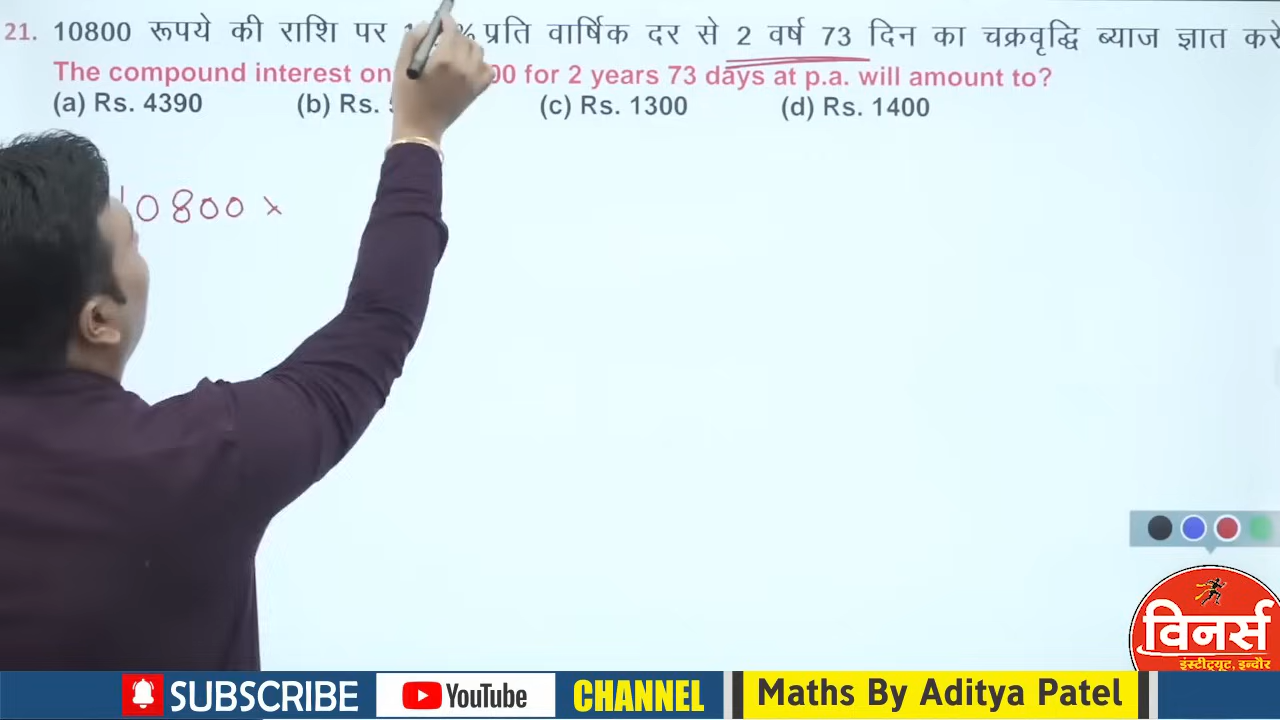 21. 10800 रूपये की राशि पर % प्रति वार्षिक दर से 2 वर्ष 73 दिन का चक्रवृद्धि ब्याज ज्ञात करे
The compound interest on 00 for 2 years 73 days at p.a. will amount to?
(a) Rs. 4390 (b) Rs. (c) Rs. 1300 (d) Rs. 1400
10800 ×
विनर्स
इंस्टीट्यूट, इन्दौर
SUBSCRIBE YouTube CHANNEL Maths By Aditya Patel